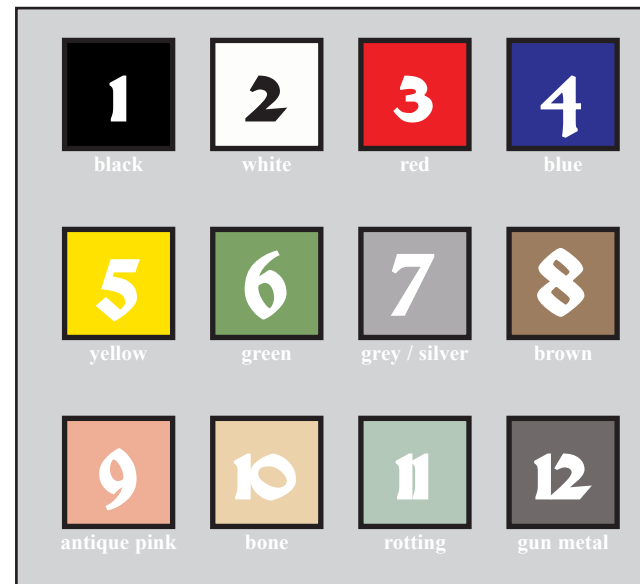 1 2 3 4
black white red blue
5 6 7 8
yellow green grey / silver brown
9 10 11 12
antique pink bone rotting gun metal